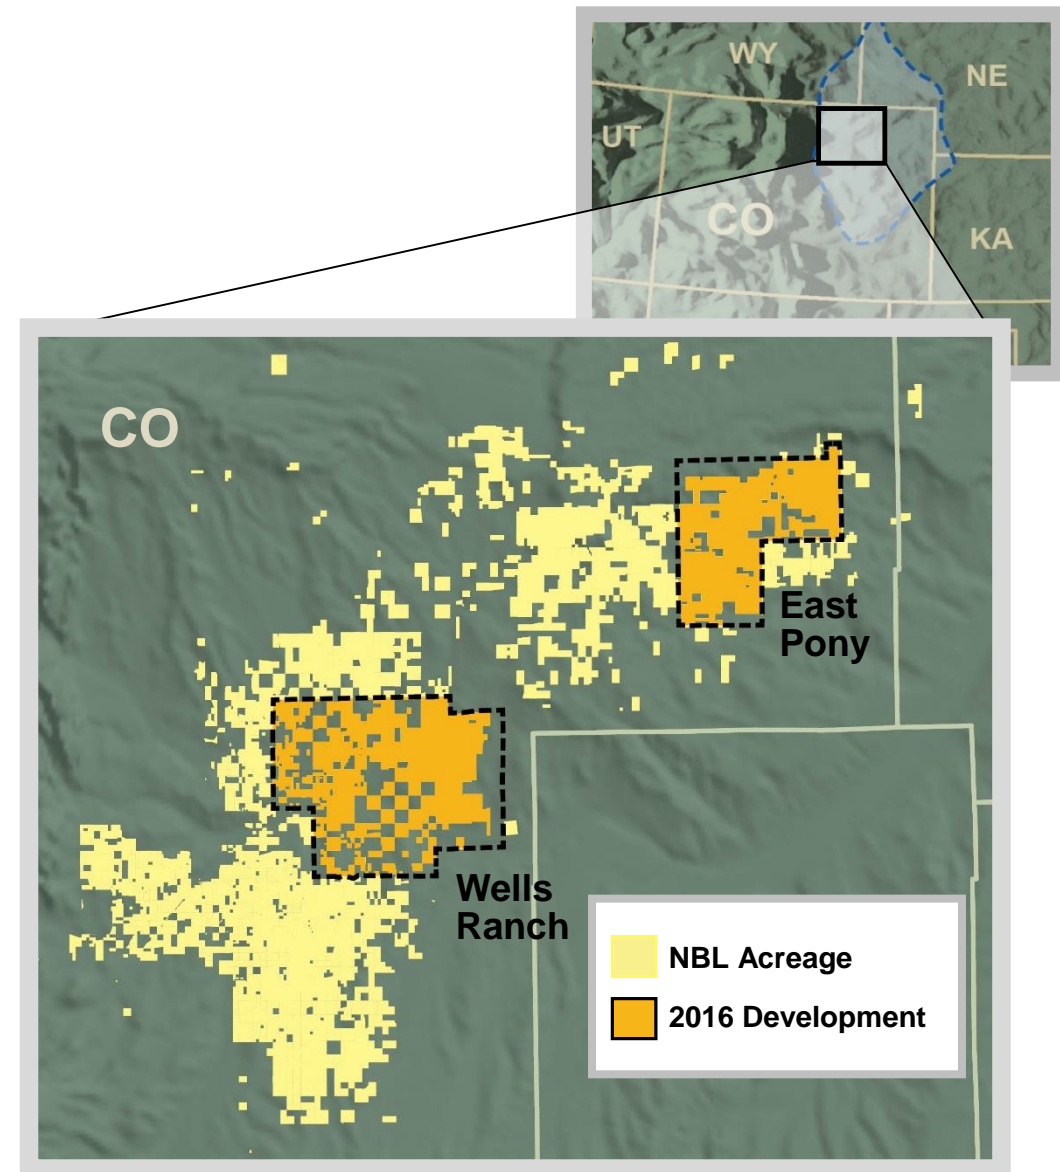 WY
NE
UT
CO
KA
CO
East
Pony
Wells
Ranch
NBL Acreage
2016 Development